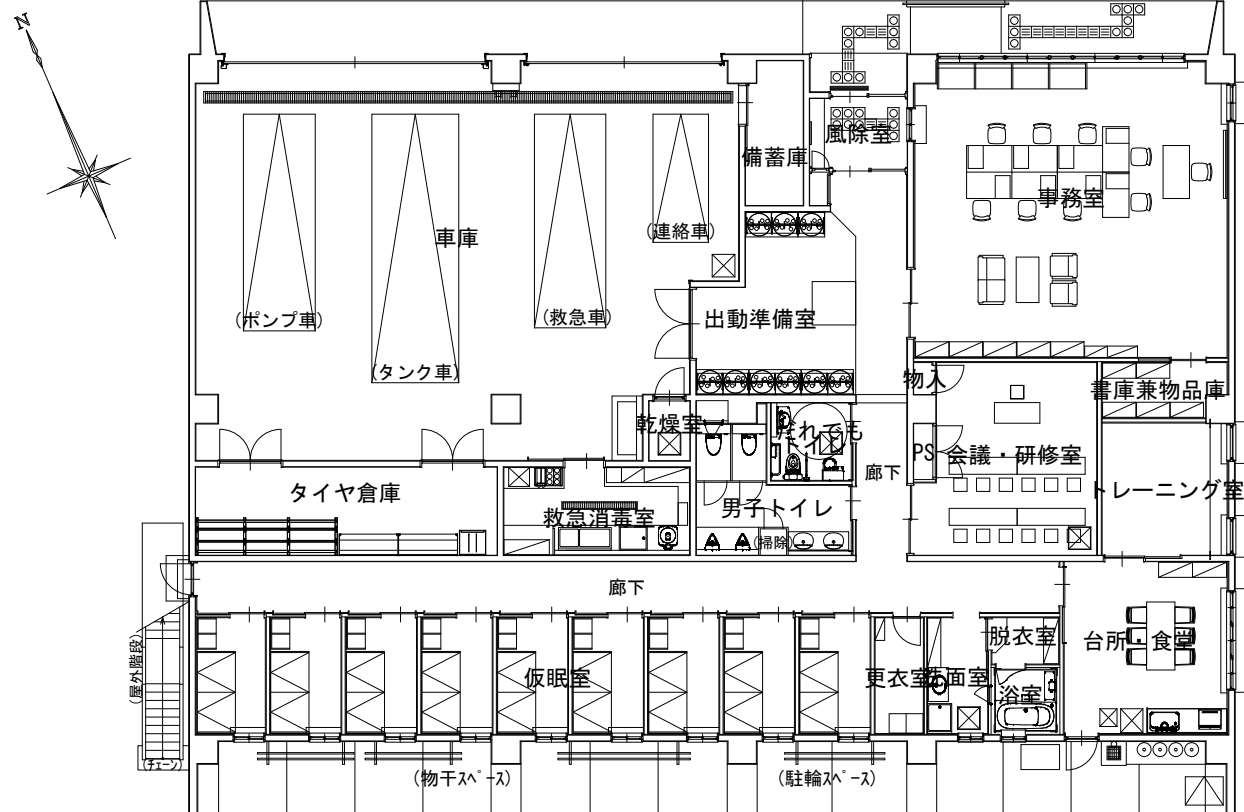 N
備蓄庫
風除室
事務室
車庫
(連絡車)
(ポンプ車)
(救急車)
出動準備室
(タンク車)
物入
書庫兼物品庫
乾燥室
だれでも
トイレ
PS
会議・研修室
廊下
タイヤ倉庫
救急消毒室
男子トイレ
トレーニング室
(掃除)
廊下
(屋外階段)
仮眠室
更衣室
洗面室
脱衣室
浴室
台所・食堂
(チェーン)
(物干スペース)
(駐輪スペース)